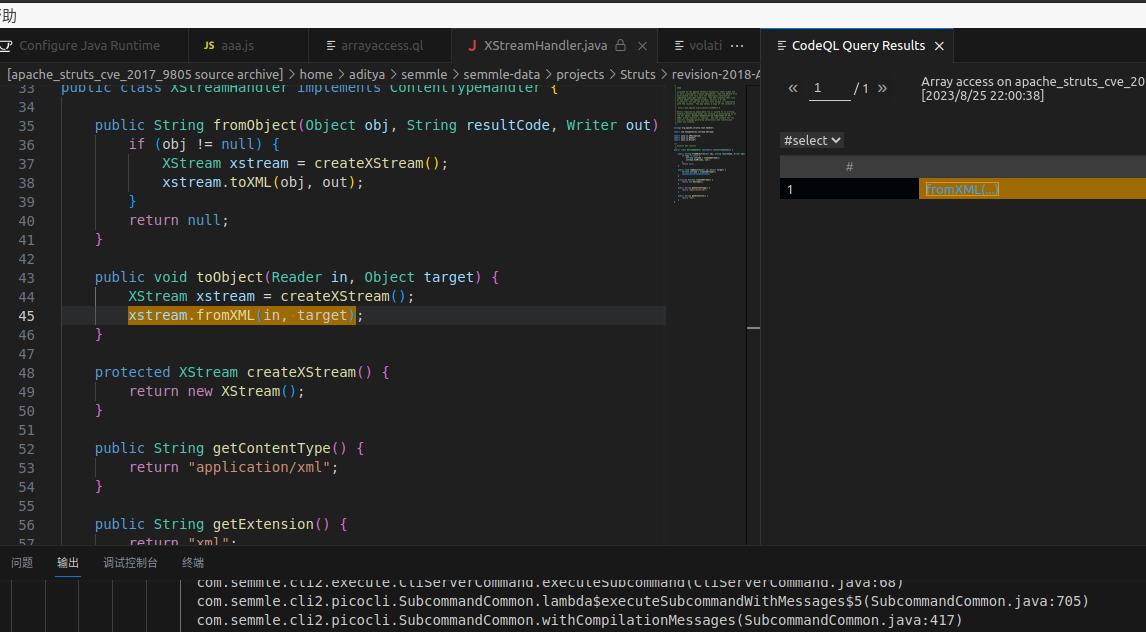 助
Configure Java Runtime
JS aaa.js
arrayaccess.ql
J XStreamHandler.java
volati ...
CodeQL Query Results
[apache_struts_cve_2017_9805 source archive] > home > aditya > semmle > semmle-data > projects > Struts > revision-2018-A
« 1 / 1 »
Array access on apache_struts_cve_20
[2023/8/25 22:00:38]
#select
#
1 fromXML(...)
33 public class XStreamHandler implements ContentTypeHandler {
34
35 public String fromObject(Object obj, String resultCode, Writer out)
36 if (obj != null) {
37 XStream xstream = createXStream();
38 xstream.toXML(obj, out);
39 }
40 return null;
41 }
42
43 public void toObject(Reader in, Object target) {
44 XStream xstream = createXStream();
45 xstream.fromXML(in, target);
46 }
47
48 protected XStream createXStream() {
49 return new XStream();
50 }
51
52 public String getContentType() {
53 return "application/xml";
54 }
55
56 public String getExtension() {
57 return "xml";
问题 输出 调试控制台 终端
com.semmle.cli2.execute.CliServerCommand.executeSubcommand(CliServerCommand.java:68)
com.semmle.cli2.picocli.SubcommandCommon.lambda$executeSubcommandWithMessages$5(SubcommandCommon.java:705)
com.semmle.cli2.picocli.SubcommandCommon.withCompilationMessages(SubcommandCommon.java:417)